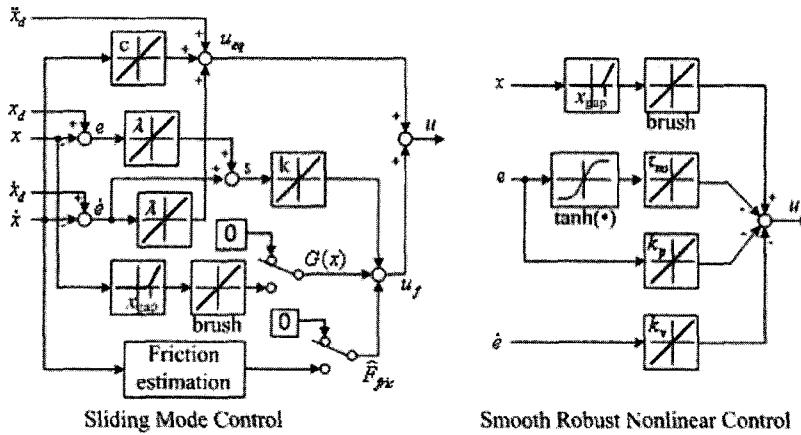 ẍd
c
ueq
xd
x
e
λ
u
s
k
ẋd
ẋ
ė
λ
0
G(x)
uf
xgap
brush
0
F̂fric
Friction
estimation
Sliding Mode Control
x
xgap
brush
e
tanh(•)
kp
u
ė
kv
Smooth Robust Nonlinear Control